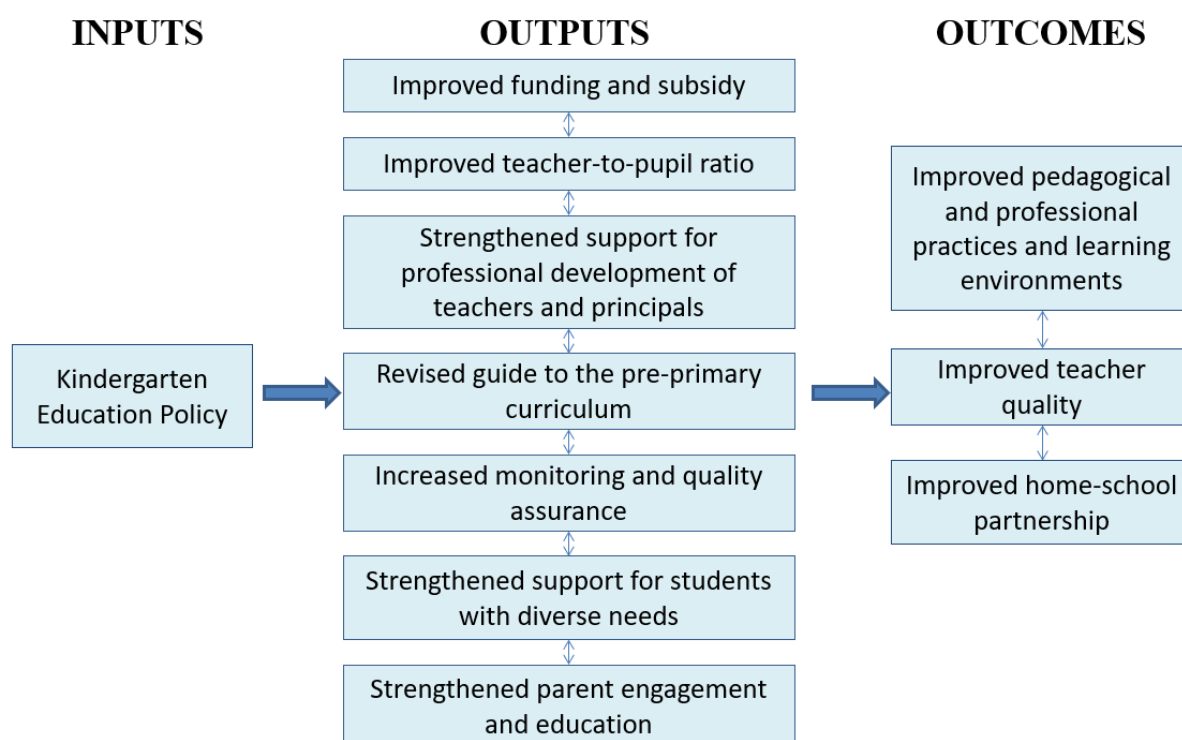 INPUTS
OUTPUTS
OUTCOMES
Kindergarten
Education Policy
Improved funding and subsidy
Improved teacher-to-pupil ratio
Strengthened support for
professional development of
teachers and principals
Revised guide to the pre-primary
curriculum
Increased monitoring and quality
assurance
Strengthened support for students
with diverse needs
Strengthened parent engagement
and education
Improved pedagogical
and professional
practices and learning
environments
Improved teacher
quality
Improved home-school
partnership